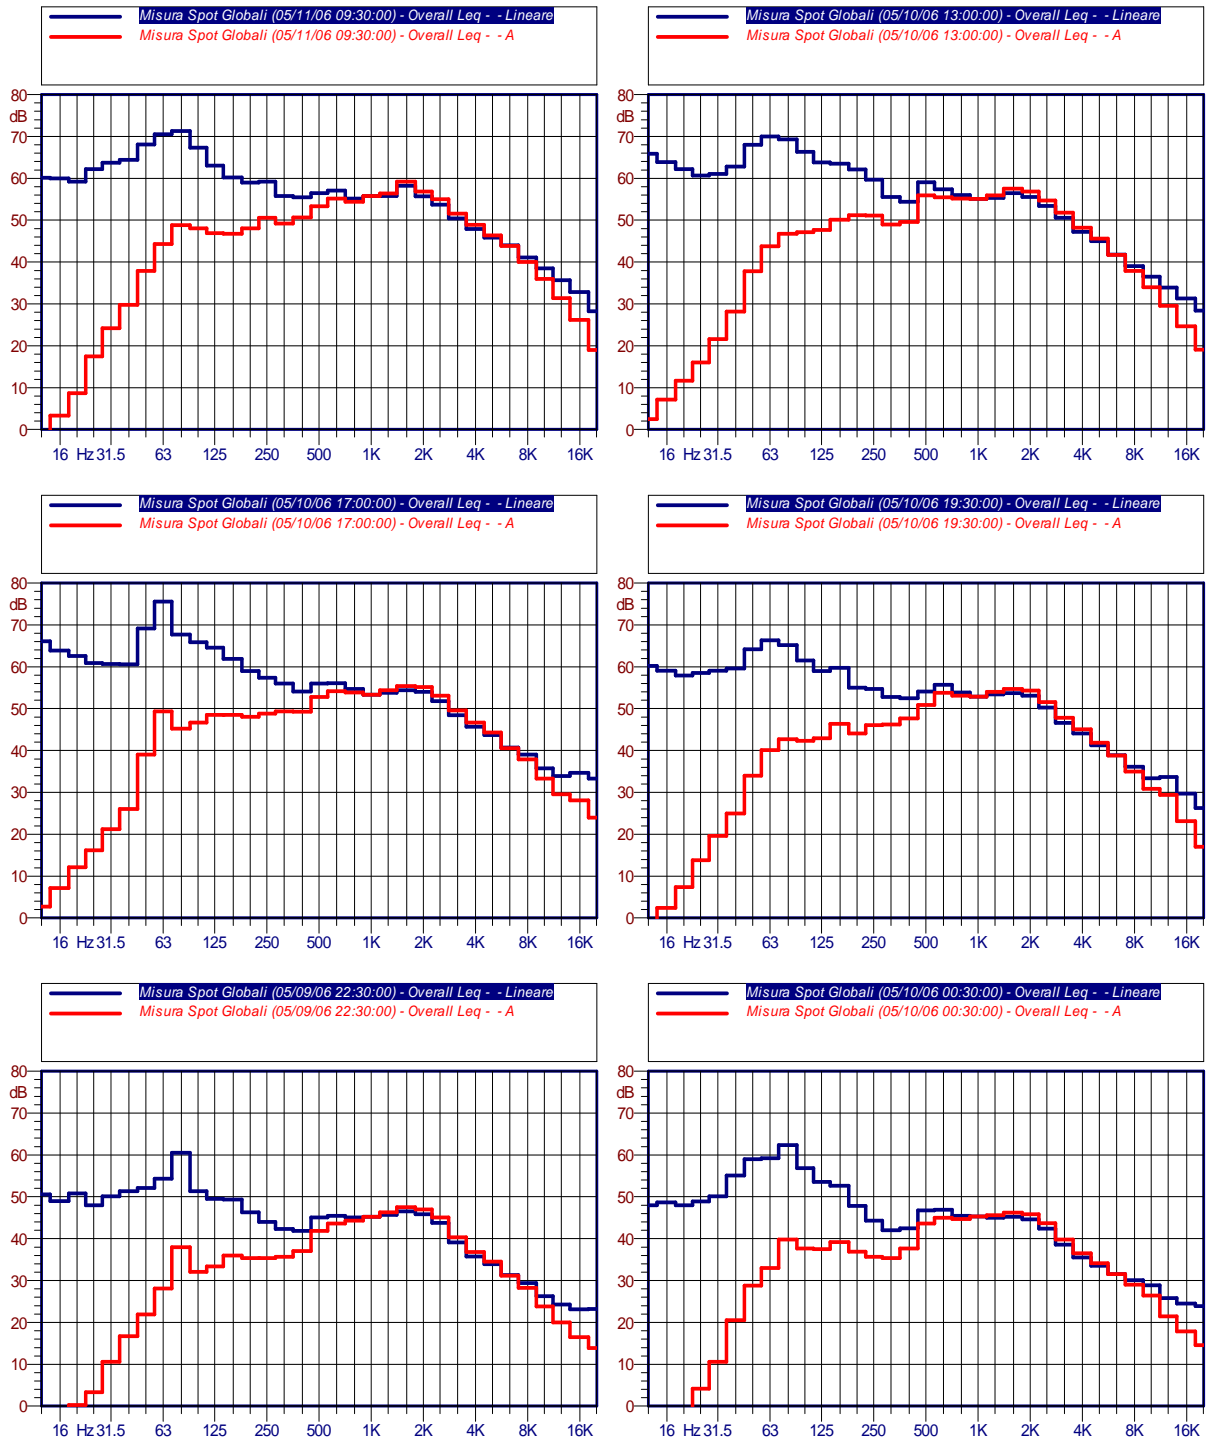 Misura Spot Globali (05/11/06 09:30:00) - Overall Leq - - Lineare
Misura Spot Globali (05/11/06 09:30:00) - Overall Leq - - A
80
dB
70
60
50
40
30
20
10
0
16 Hz 31.5 63 125 250 500 1K 2K 4K 8K 16K
Misura Spot Globali (05/10/06 13:00:00) - Overall Leq - - Lineare
Misura Spot Globali (05/10/06 13:00:00) - Overall Leq - - A
80
dB
70
60
50
40
30
20
10
0
16 Hz 31.5 63 125 250 500 1K 2K 4K 8K 16K
Misura Spot Globali (05/10/06 17:00:00) - Overall Leq - - Lineare
Misura Spot Globali (05/10/06 17:00:00) - Overall Leq - - A
80
dB
70
60
50
40
30
20
10
0
16 Hz 31.5 63 125 250 500 1K 2K 4K 8K 16K
Misura Spot Globali (05/10/06 19:30:00) - Overall Leq - - Lineare
Misura Spot Globali (05/10/06 19:30:00) - Overall Leq - - A
80
dB
70
60
50
40
30
20
10
0
16 Hz 31.5 63 125 250 500 1K 2K 4K 8K 16K
Misura Spot Globali (05/09/06 22:30:00) - Overall Leq - - Lineare
Misura Spot Globali (05/09/06 22:30:00) - Overall Leq - - A
80
dB
70
60
50
40
30
20
10
0
16 Hz 31.5 63 125 250 500 1K 2K 4K 8K 16K
Misura Spot Globali (05/10/06 00:30:00) - Overall Leq - - Lineare
Misura Spot Globali (05/10/06 00:30:00) - Overall Leq - - A
80
dB
70
60
50
40
30
20
10
0
16 Hz 31.5 63 125 250 500 1K 2K 4K 8K 16K